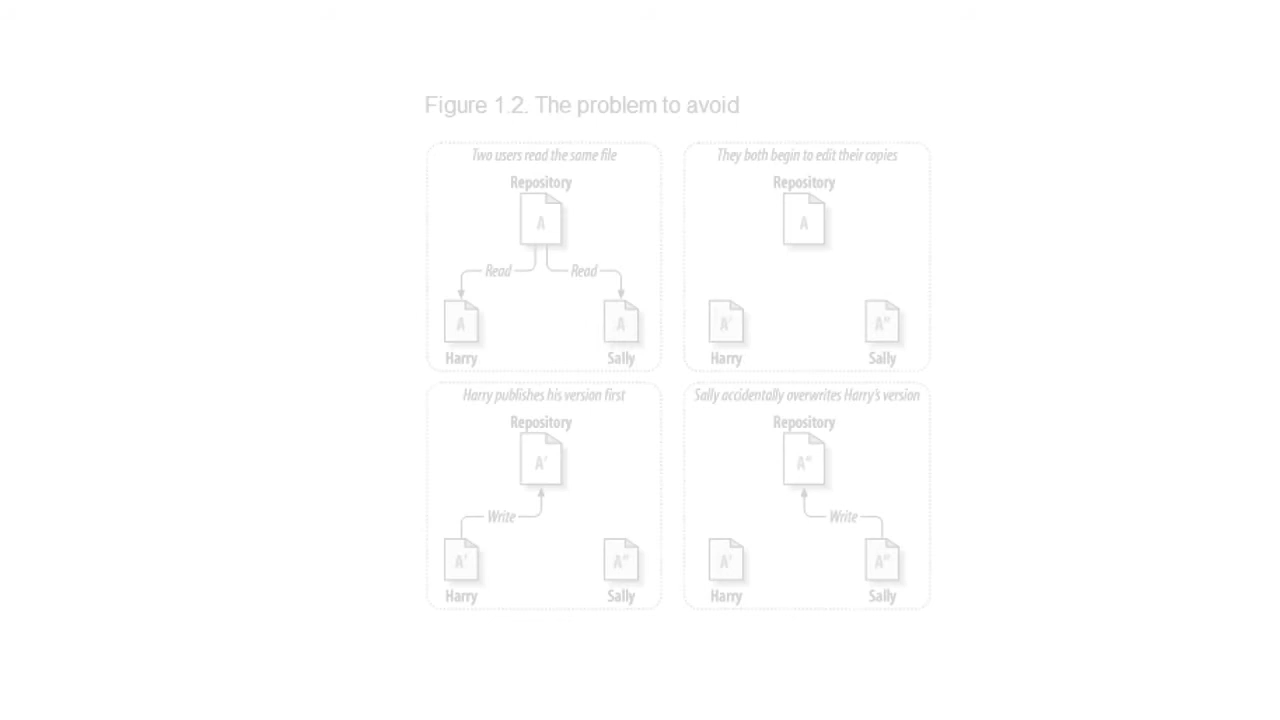 Figure 1.2. The problem to avoid
Two users read the same file
Repository
A
Read
Read
A
A
Harry
Sally
They both begin to edit their copies
Repository
A
A'
A"
Harry
Sally
Harry publishes his version first
Repository
A'
Write
A'
A"
Harry
Sally
Sally accidentally overwrites Harry's version
Repository
A"
Write
A'
A"
Harry
Sally